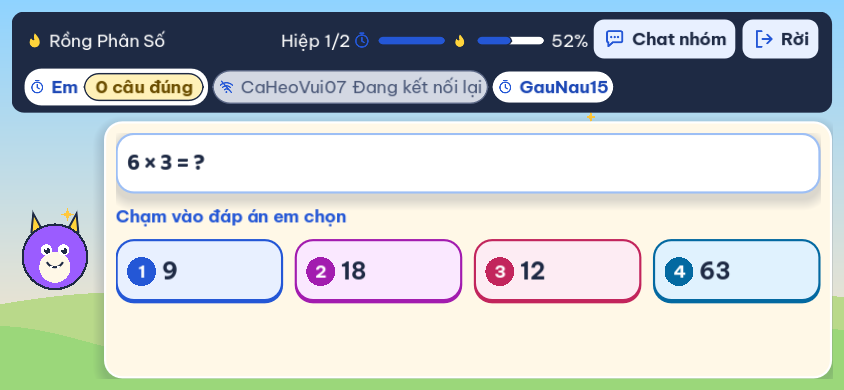 Rồng Phân Số Hiệp 1/2 52% Chat nhóm Rời
Em 0 câu đúng CaHeoVui07 Đang kết nối lại GauNau15
6 × 3 = ?
Chạm vào đáp án em chọn
1 9 2 18 3 12 4 63